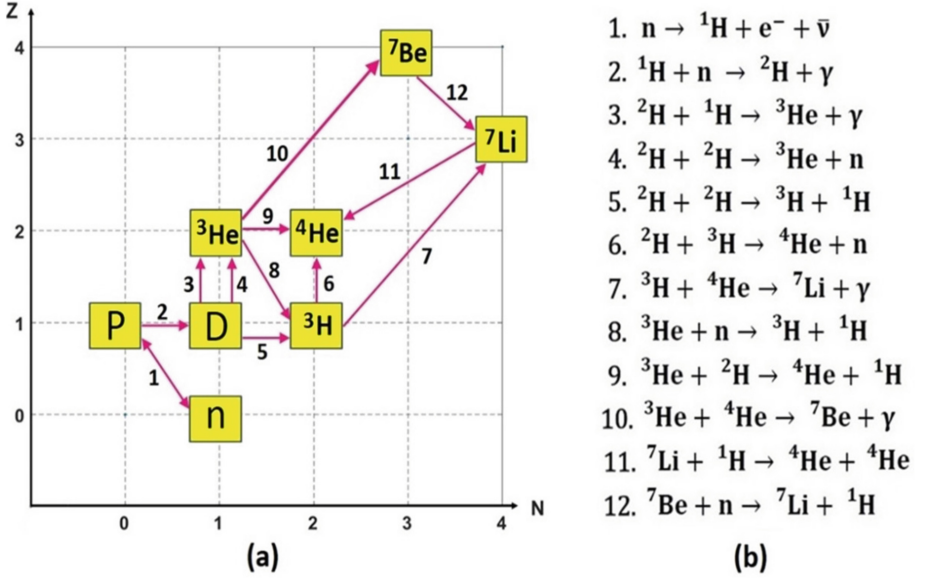 Z
4
3
2
1
0
0
1
2
3
4
N
⁷Be
12
⁷Li
10
11
³He
9
⁴He
8
7
3
4
6
P
2
D
³H
5
1
n
(a)
1. n → ¹H + e⁻ + ν̄
2. ¹H + n → ²H + γ
3. ²H + ¹H → ³He + γ
4. ²H + ²H → ³He + n
5. ²H + ²H → ³H + ¹H
6. ²H + ³H → ⁴He + n
7. ³H + ⁴He → ⁷Li + γ
8. ³He + n → ³H + ¹H
9. ³He + ²H → ⁴He + ¹H
10. ³He + ⁴He → ⁷Be + γ
11. ⁷Li + ¹H → ⁴He + ⁴He
12. ⁷Be + n → ⁷Li + ¹H
(b)